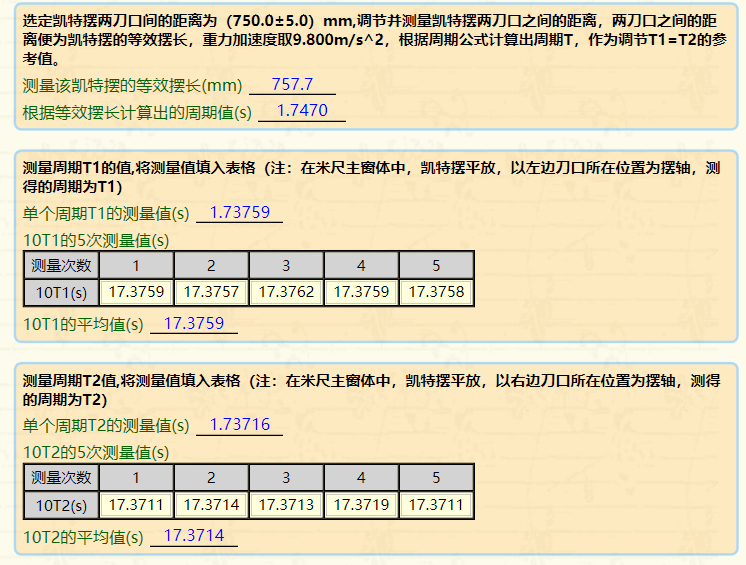 选定凯特摆两刀口间的距离为（750.0±5.0）mm,调节并测量凯特摆两刀口之间的距离，两刀口之间的距
离便为凯特摆的等效摆长，重力加速度取9.800m/s^2，根据周期公式计算出周期T，作为调节T1=T2的参
考值。
测量该凯特摆的等效摆长(mm) 757.7
根据等效摆长计算出的周期值(s) 1.7470
测量周期T1的值,将测量值填入表格（注：在米尺主窗体中，凯特摆平放，以左边刀口所在位置为摆轴，测
得的周期为T1）
单个周期T1的测量值(s) 1.73759
10T1的5次测量值(s)
测量次数 1 2 3 4 5
10T1(s) 17.3759 17.3757 17.3762 17.3759 17.3758
10T1的平均值(s) 17.3759
测量周期T2值,将测量值填入表格（注：在米尺主窗体中，凯特摆平放，以右边刀口所在位置为摆轴，测得
的周期为T2）
单个周期T2的测量值(s) 1.73716
10T2的5次测量值(s)
测量次数 1 2 3 4 5
10T2(s) 17.3711 17.3714 17.3713 17.3719 17.3711
10T2的平均值(s) 17.3714